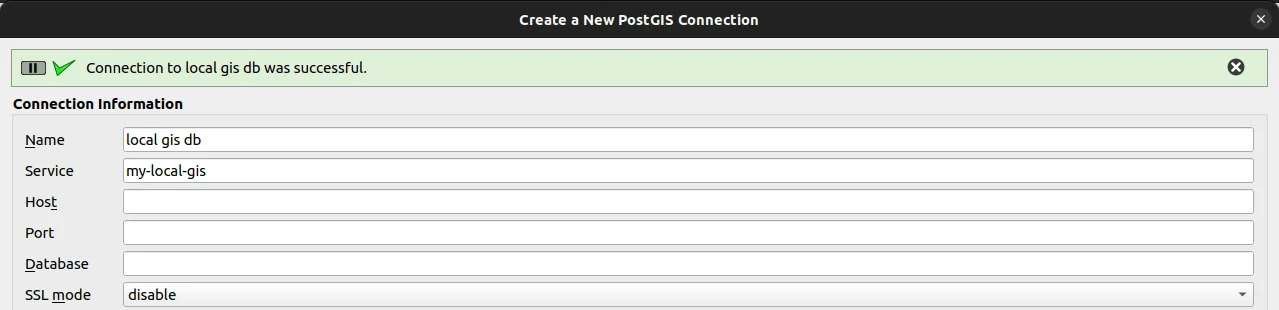 Create a New PostGIS Connection
Connection to local gis db was successful.
Connection Information
Name local gis db
Service my-local-gis
Host
Port
Database
SSL mode disable